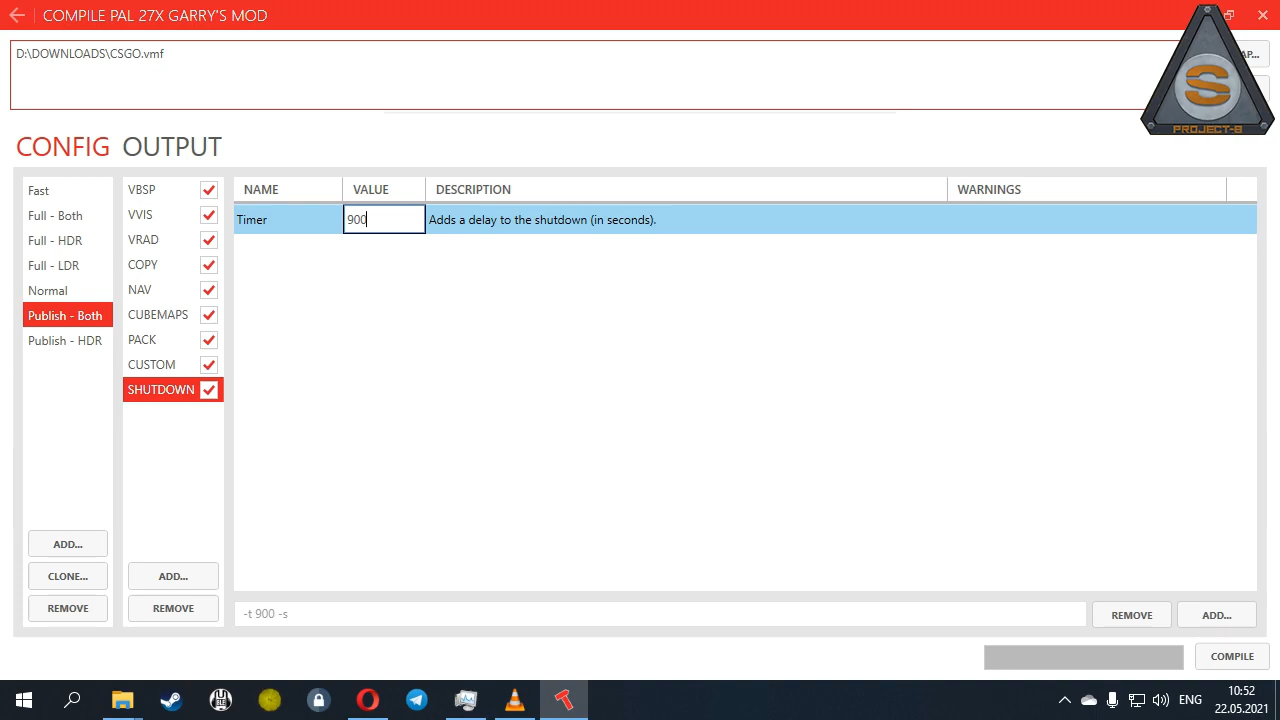 COMPILE PAL 27X GARRY'S MOD
D:\DOWNLOADS\CSGO.vmf
AP...
S
PROJECT-8
CONFIG OUTPUT
Fast
Full - Both
Full - HDR
Full - LDR
Normal
Publish - Both
Publish - HDR
ADD...
CLONE...
REMOVE
VBSP
VVIS
VRAD
COPY
NAV
CUBEMAPS
PACK
CUSTOM
SHUTDOWN
ADD...
REMOVE
NAME VALUE DESCRIPTION WARNINGS
Timer 900 Adds a delay to the shutdown (in seconds).
-t 900 -s
REMOVE ADD...
COMPILE
ENG
10:52
22.05.2021